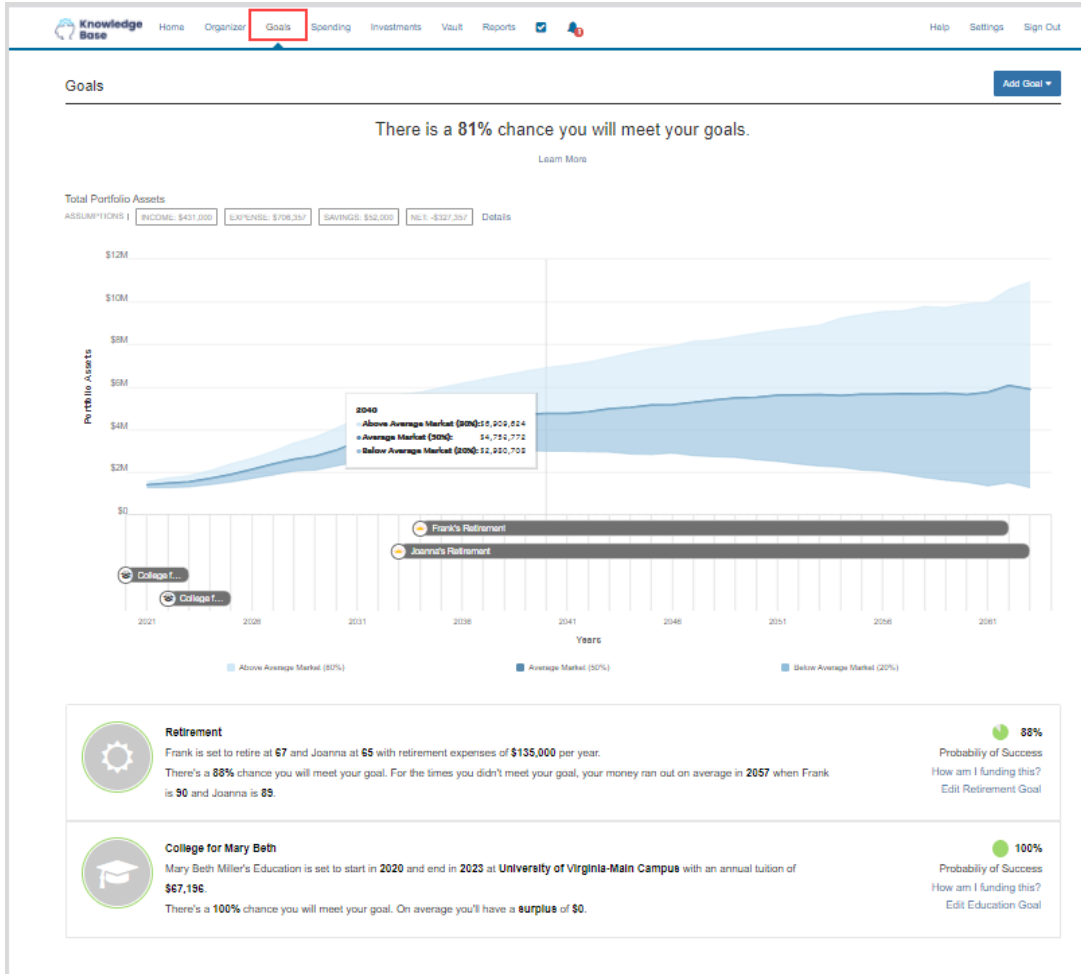 Knowledge Base Home Organizer Goals Spending Investments Vault Reports 1 Help Settings Sign Out
Goals Add Goal
There is a 81% chance you will meet your goals.
Learn More
Total Portfolio Assets
ASSUMPTIONS | INCOME: $431,000 EXPENSE: $708,357 SAVINGS: $52,000 NET: -$327,357 Details
$12M
$10M
$8M
$6M
$4M
$2M
$0
Portfolio Assets
2040
Above Average Market (80%): $6,909,624
Average Market (50%): $4,752,772
Below Average Market (20%):
Frank's Retirement
Joanna's Retirement
College f...
College f...
2021 2026 2031 2036 2041 2046 2051 2056 2061
Years
Above Average Market (80%) Average Market (50%) Below Average Market (20%)
Retirement 88%
Frank is set to retire at 67 and Joanna at 65 with retirement expenses of $135,000 per year. Probabiliy of Success
There's a 88% chance you will meet your goal. For the times you didn't meet your goal, your money ran out on average in 2057 when Frank How am I funding this?
is 90 and Joanna is 89. Edit Retirement Goal
College for Mary Beth 100%
Mary Beth Miller's Education is set to start in 2020 and end in 2023 at University of Virginia-Main Campus with an annual tuition of Probabiliy of Success
$67,196. How am I funding this?
There's a 100% chance you will meet your goal. On average you'll have a surplus of $0. Edit Education Goal